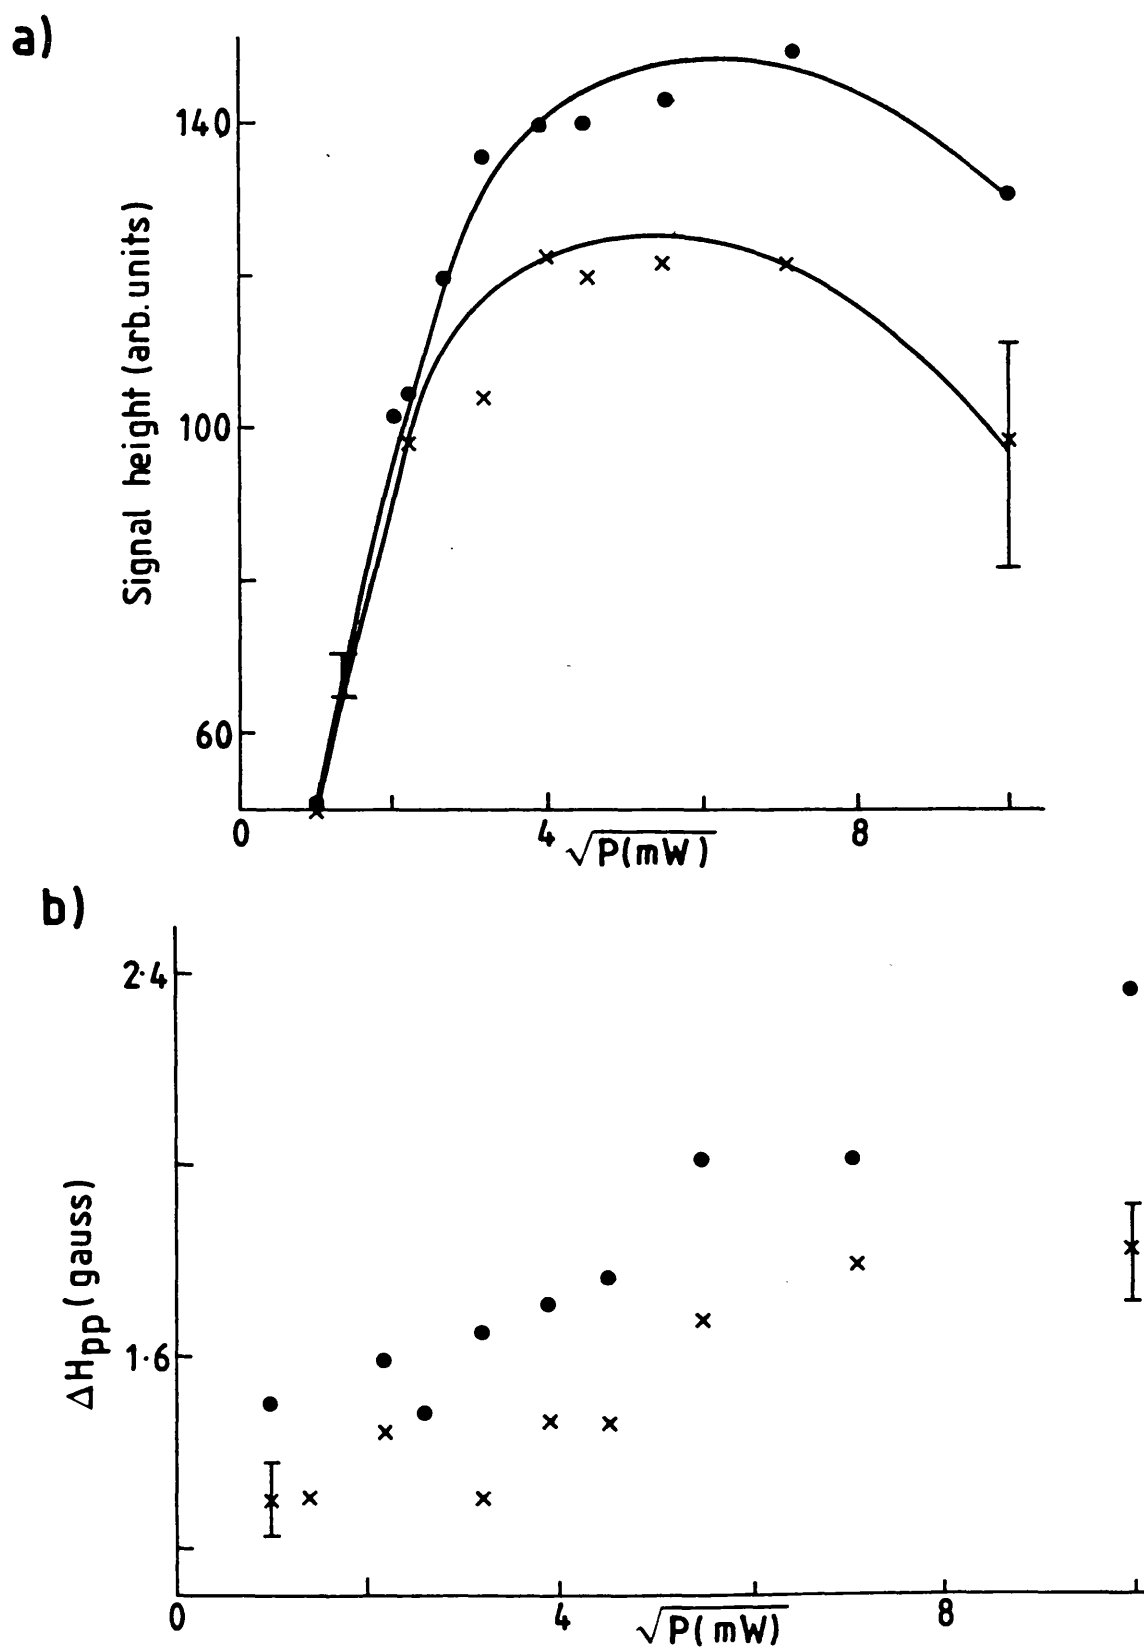 a)
Signal height (arb. units)
140
100
60
0
4
8
√P(mW)
b)
ΔHpp (gauss)
2·4
1·6
0
4
8
√P(mW)